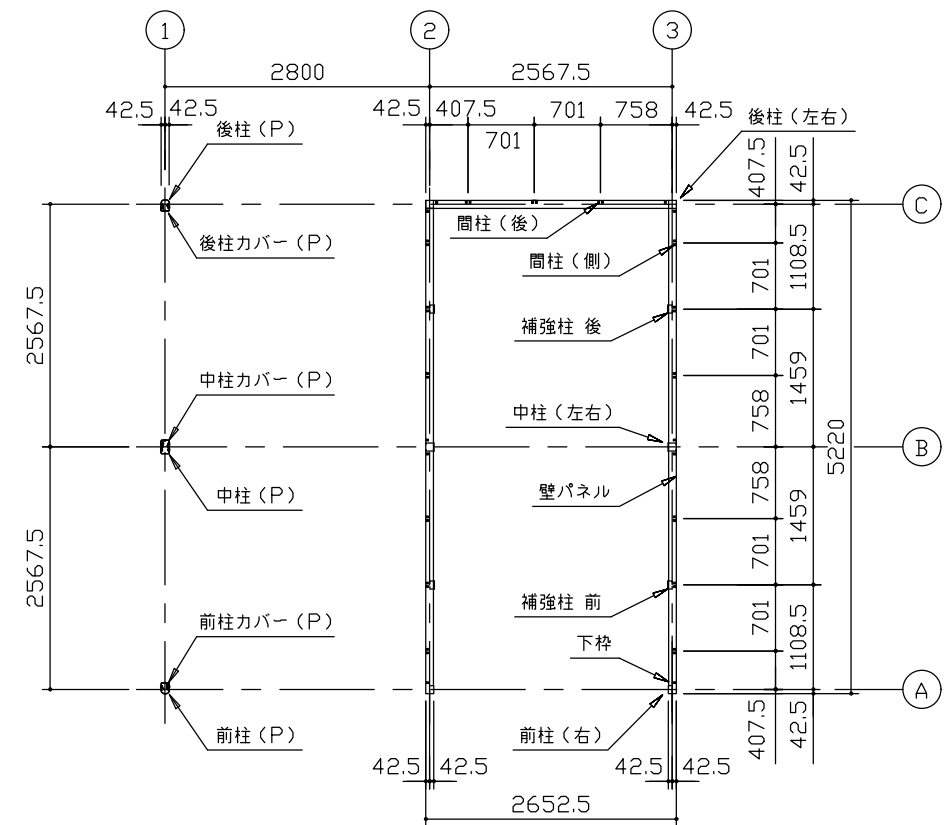 1
2
3
2800
2567.5
42.5
42.5
42.5
407.5
701
701
758
42.5
後柱(P)
後柱(左右)
407.5
42.5
C
間柱(後)
後柱カバー(P)
間柱(側)
701
1108.5
2567.5
補強柱 後
701
1459
中柱カバー(P)
中柱(左右)
758
B
5220
中柱(P)
壁パネル
758
1459
2567.5
701
補強柱 前
701
1108.5
前柱カバー(P)
下枠
A
前柱(P)
前柱(右)
407.5
42.5
42.5
42.5
42.5
42.5
2652.5